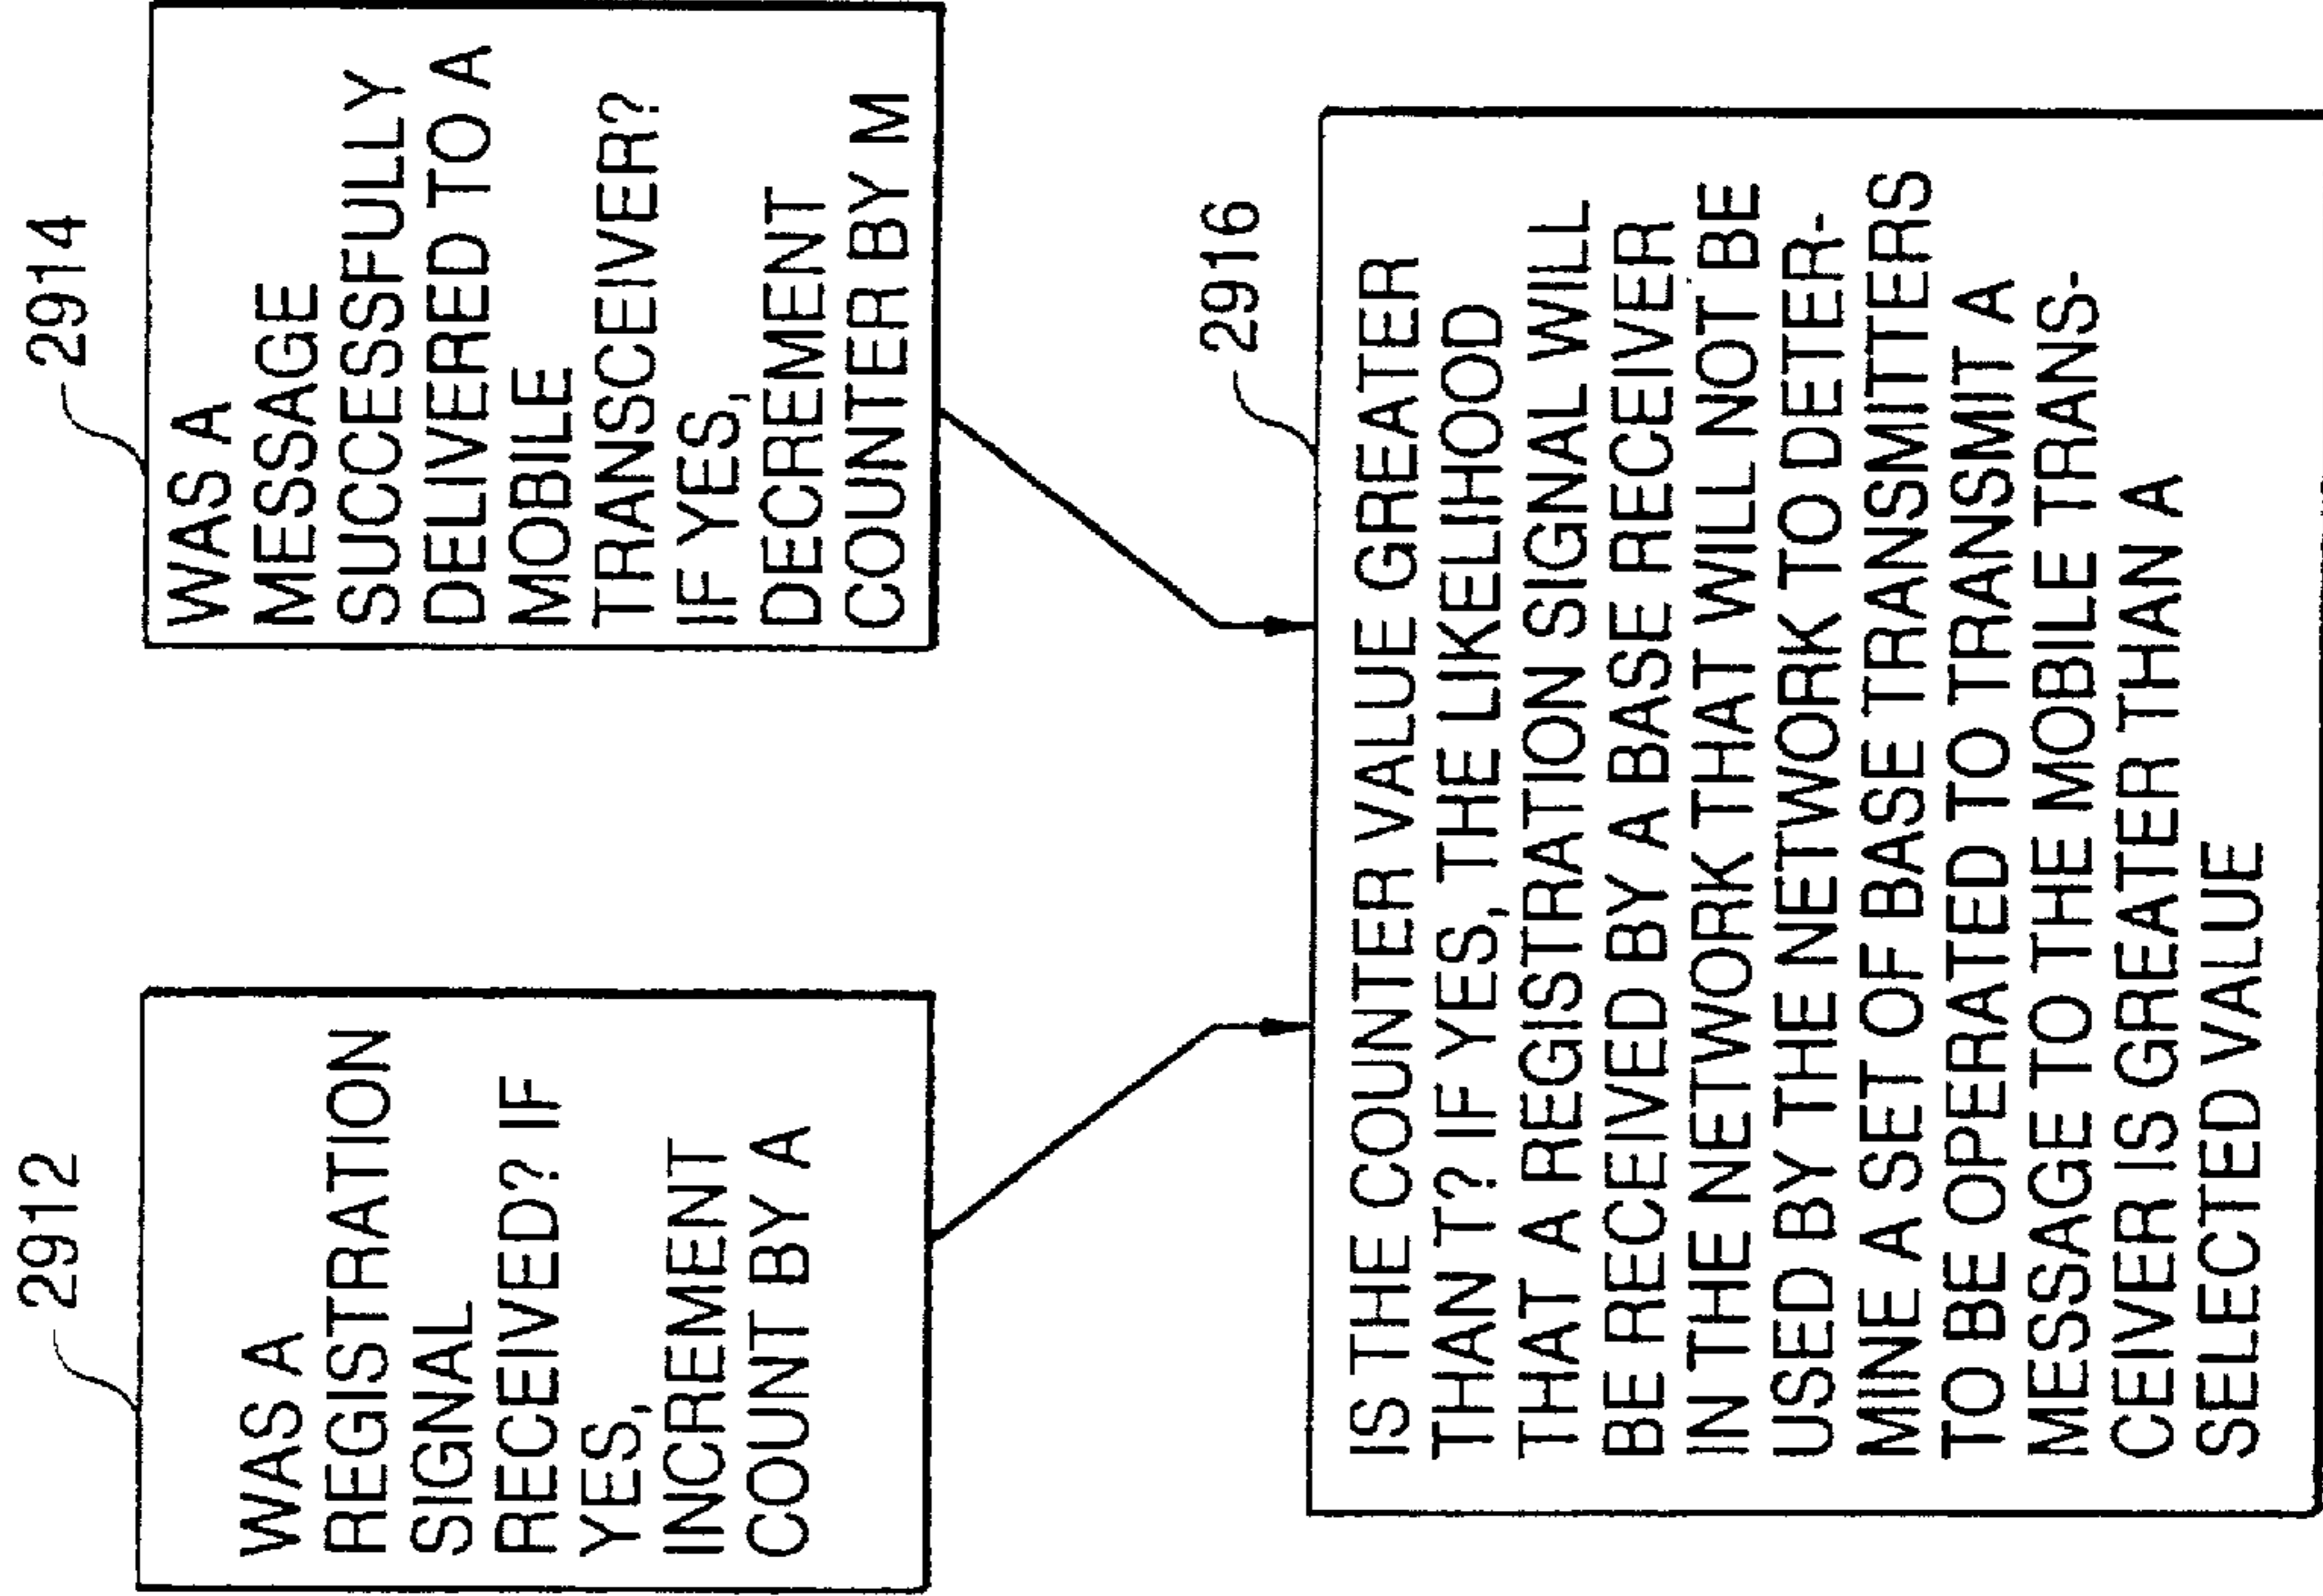 2912
WAS A
REGISTRATION
SIGNAL
RECEIVED? IF
YES,
INCREMENT
COUNT BY A
2914
WAS A
MESSAGE
SUCCESSFULLY
DELIVERED TO A
MOBILE
TRANSCEIVER?
IF YES,
DECREMENT
COUNTER BY M
2916
IS THE COUNTER VALUE GREATER
THAN T? IF YES, THE LIKELIHOOD
THAT A REGISTRATION SIGNAL WILL
BE RECEIVED BY A BASE RECEIVER
IN THE NETWORK THAT WILL NOT BE
USED BY THE NETWORK TO DETER-
MINE A SET OF BASE TRANSMITTERS
TO BE OPERATED TO TRANSMIT A
MESSAGE TO THE MOBILE TRANS-
CEIVER IS GREATER THAN A
SELECTED VALUE